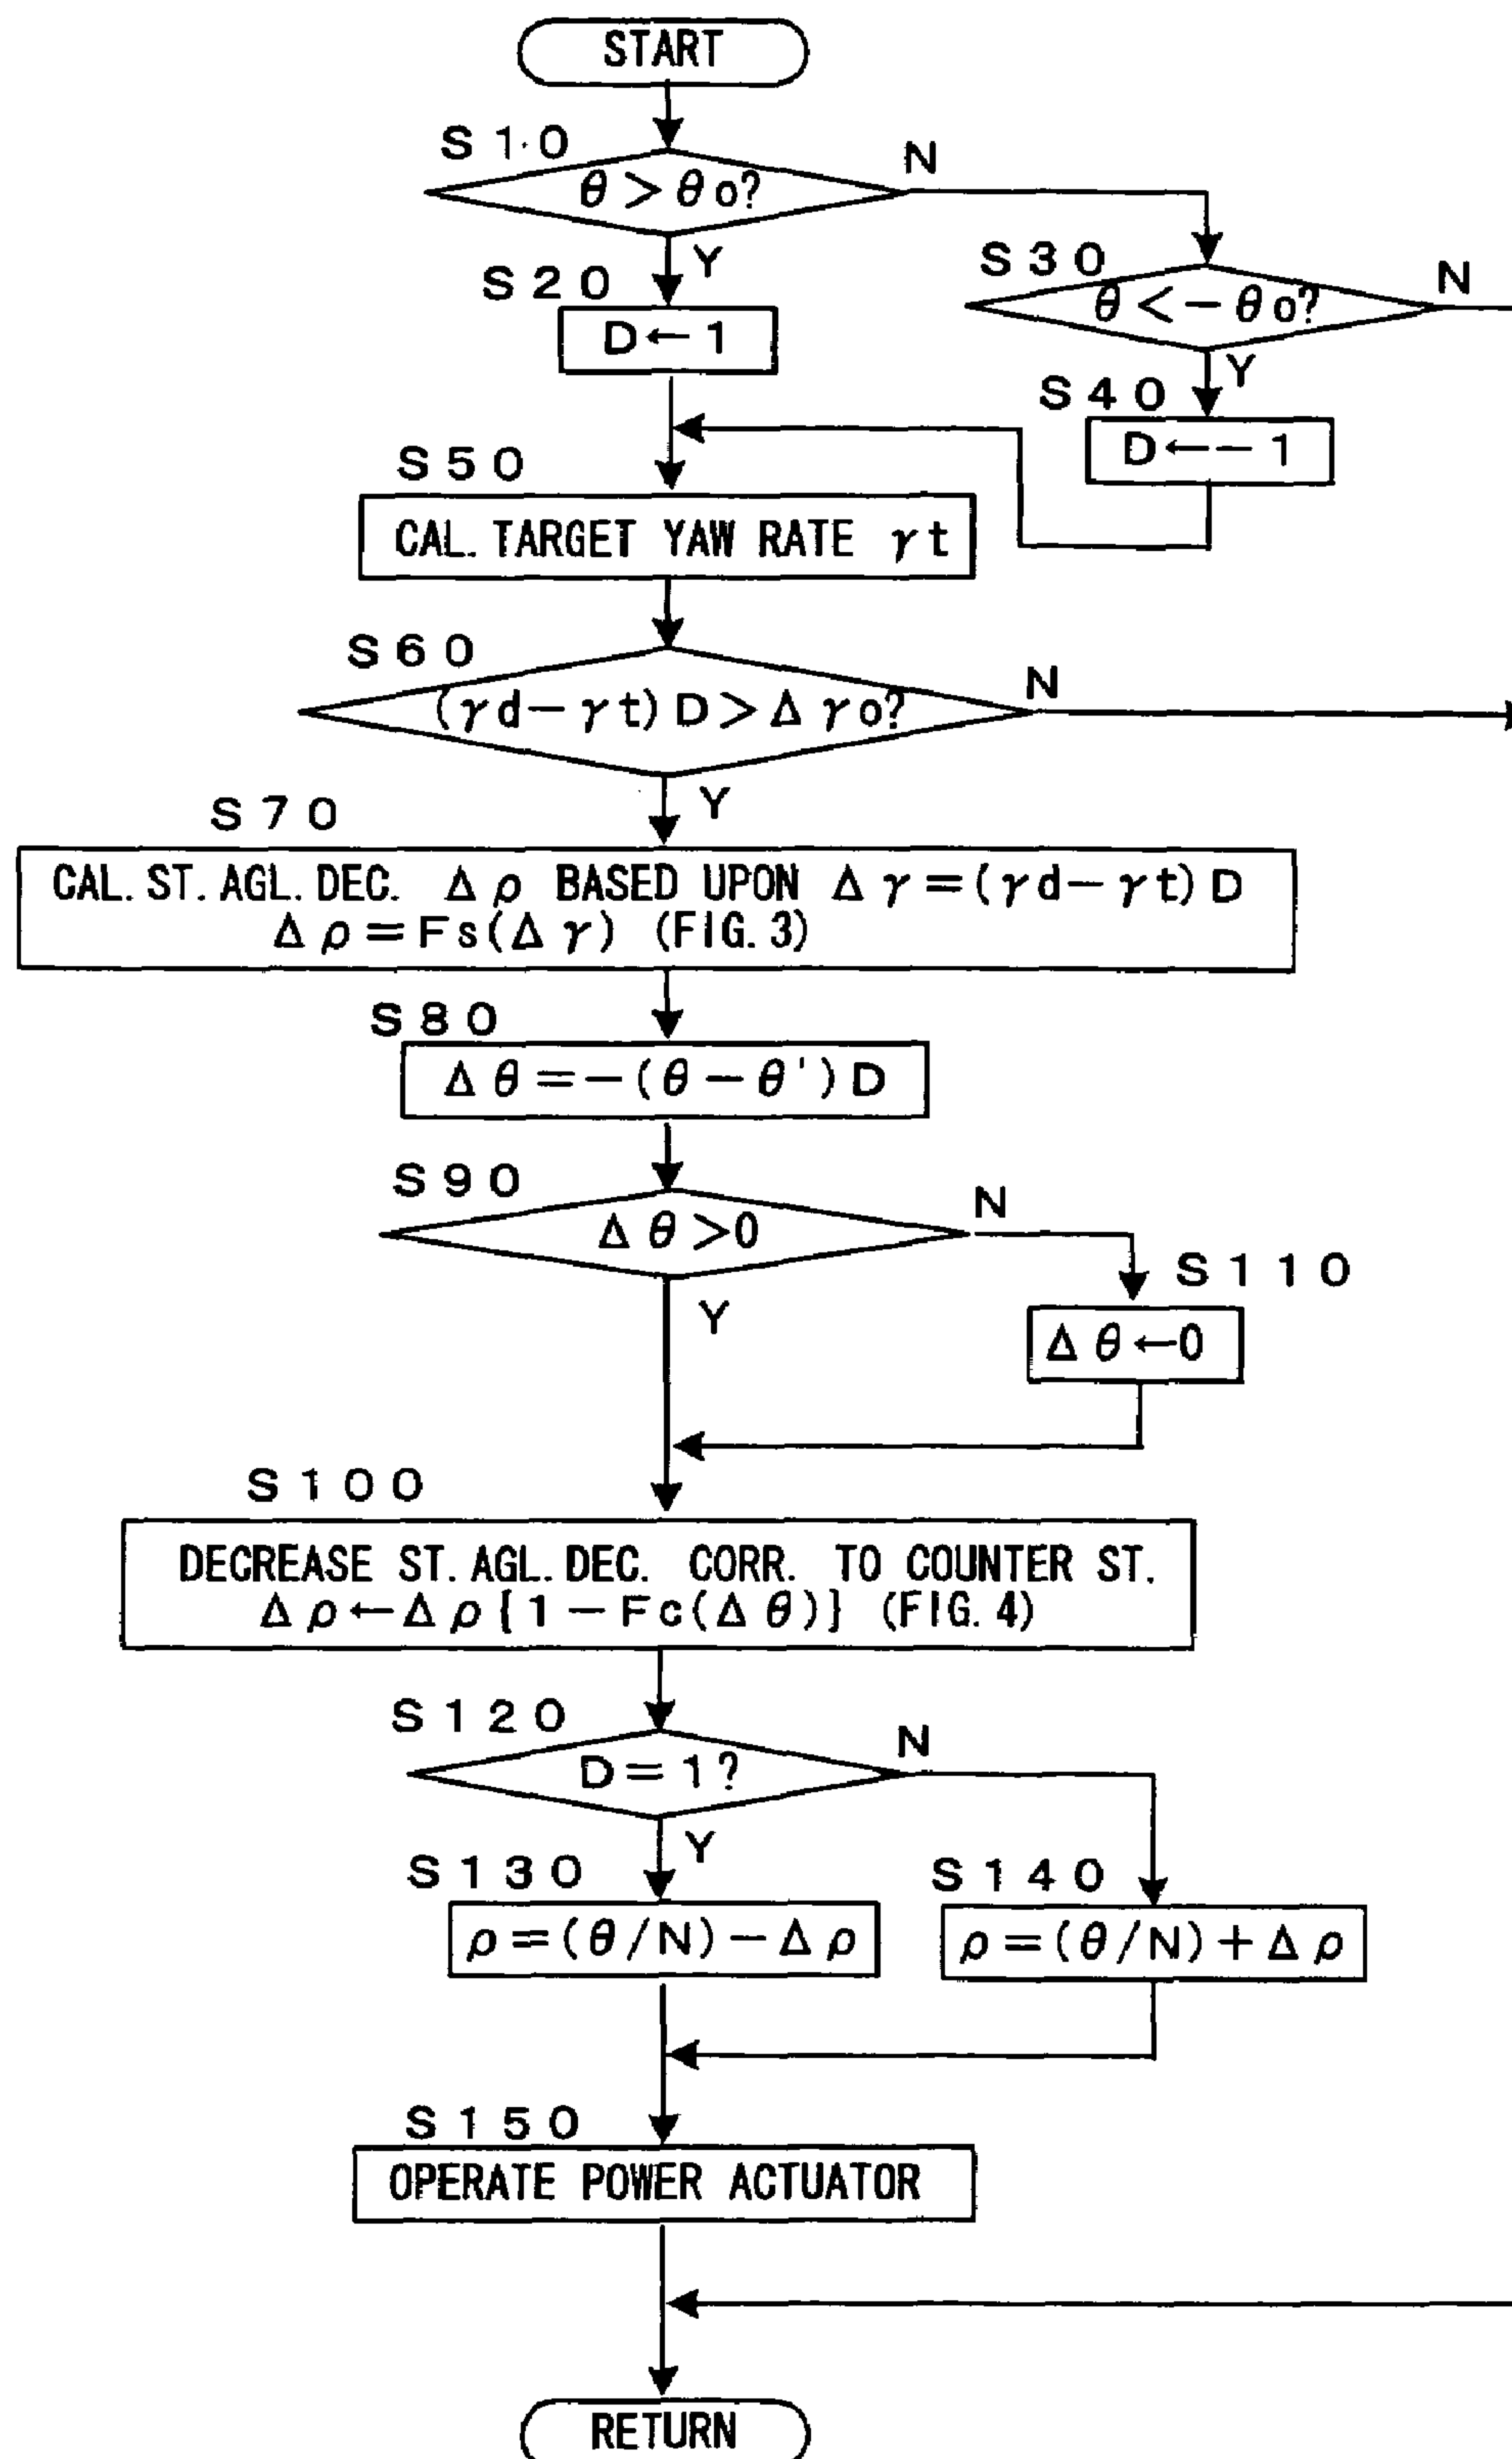 START
S10
θ>θo?
N
Y
S20
D←1
S30
θ<-θo?
N
Y
S40
D←-1
S50
CAL. TARGET YAW RATE γt
S60
(γd-γt)D>Δγo?
N
Y
S70
CAL. ST. AGL. DEC. Δρ BASED UPON Δγ=(γd-γt)D
Δρ=Fs(Δγ) (FIG. 3)
S80
Δθ=-(θ-θ')D
S90
Δθ>0
N
Y
S110
Δθ←0
S100
DECREASE ST. AGL. DEC. CORR. TO COUNTER ST.
Δρ←Δρ{1-Fc(Δθ)} (FIG. 4)
S120
D=1?
N
Y
S130
ρ=(θ/N)-Δρ
S140
ρ=(θ/N)+Δρ
S150
OPERATE POWER ACTUATOR
RETURN